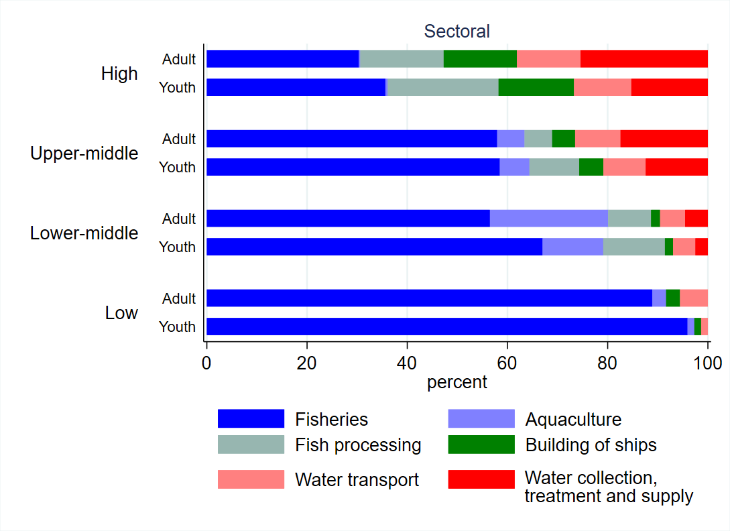 Sectoral
High
Adult
Youth
Upper-middle
Adult
Youth
Lower-middle
Adult
Youth
Low
Adult
Youth
0 20 40 60 80 100
percent
Fisheries
Aquaculture
Fish processing
Building of ships
Water transport
Water collection,
treatment and supply